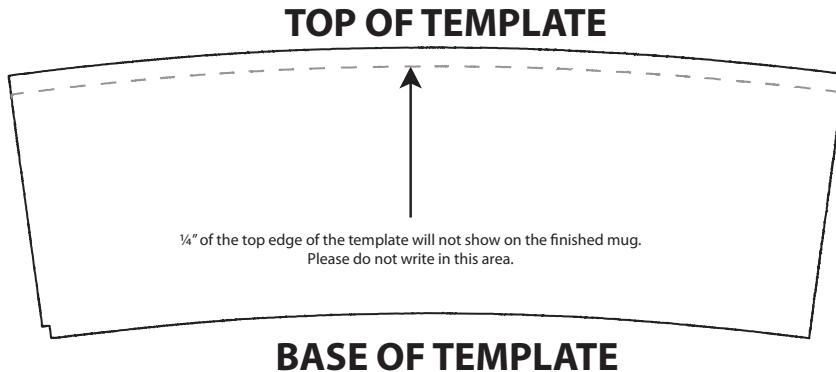 TOP OF TEMPLATE
¼” of the top edge of the template will not show on the finished mug.
Please do not write in this area.
BASE OF TEMPLATE